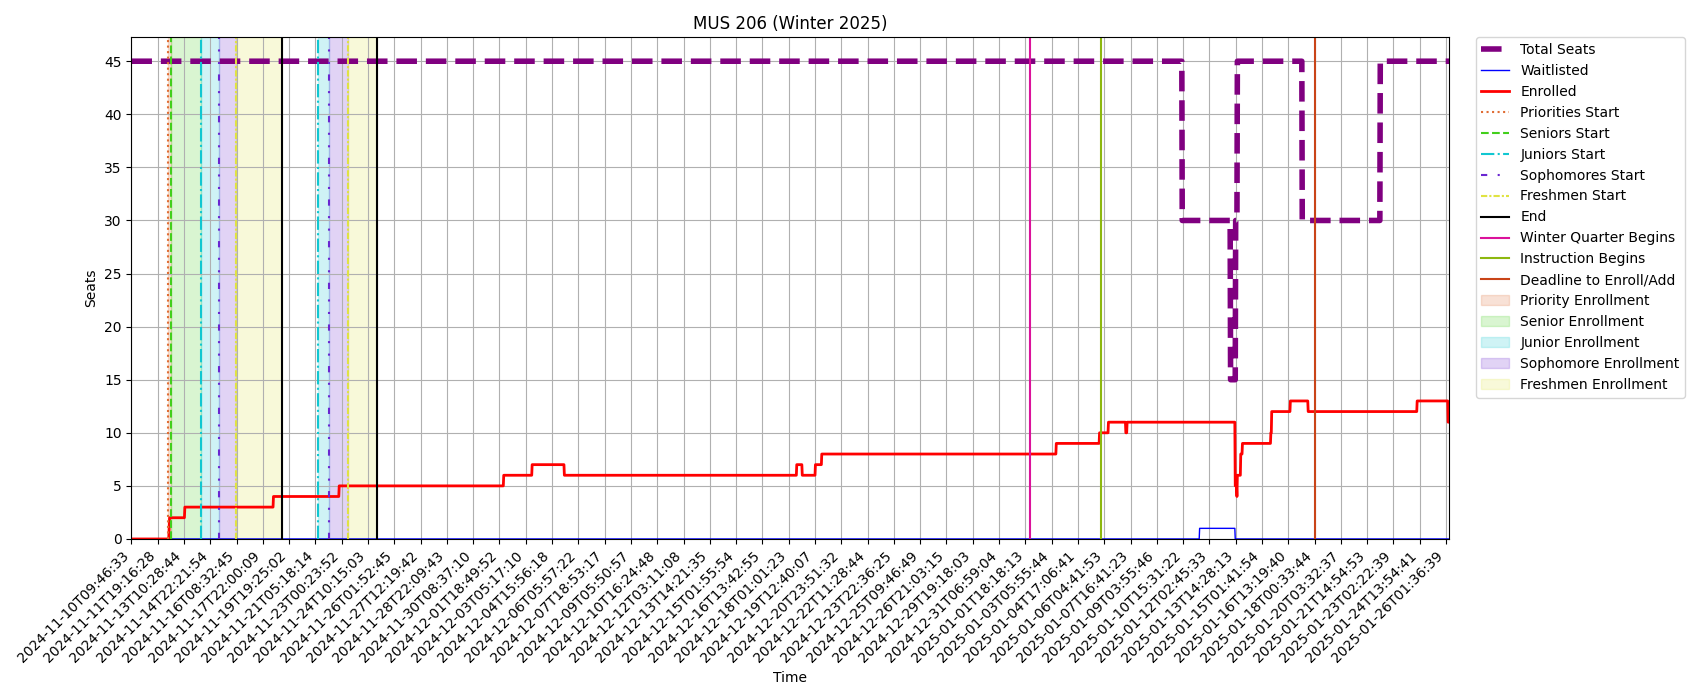 MUS 206 (Winter 2025)
Seats
45
40
35
30
25
20
15
10
5
0
2024-11-10T09:46:33
2024-11-11T19:16:28
2024-11-13T10:28:44
2024-11-14T22:21:54
2024-11-16T08:32:45
2024-11-17T22:00:09
2024-11-19T19:25:02
2024-11-21T05:18:14
2024-11-23T00:23:52
2024-11-24T10:15:03
2024-11-26T01:52:45
2024-11-27T12:19:42
2024-11-28T22:09:43
2024-11-30T08:37:10
2024-12-01T18:49:52
2024-12-03T05:17:10
2024-12-04T15:56:18
2024-12-06T05:57:22
2024-12-07T18:53:17
2024-12-09T05:50:57
2024-12-10T16:24:48
2024-12-12T03:11:08
2024-12-13T14:21:35
2024-12-15T01:55:54
2024-12-16T13:42:55
2024-12-18T01:01:23
2024-12-19T12:40:07
2024-12-20T23:51:32
2024-12-22T11:28:44
2024-12-23T22:36:25
2024-12-25T09:46:49
2024-12-26T21:03:15
2024-12-29T19:18:03
2024-12-31T06:59:04
2025-01-01T18:18:13
2025-01-03T05:55:44
2025-01-04T17:06:41
2025-01-06T04:41:53
2025-01-07T16:41:23
2025-01-09T03:55:46
2025-01-10T15:31:22
2025-01-12T02:45:33
2025-01-13T14:28:13
2025-01-15T01:41:54
2025-01-16T13:19:40
2025-01-18T00:33:44
2025-01-20T03:32:37
2025-01-21T14:54:53
2025-01-23T02:22:39
2025-01-24T13:54:41
2025-01-26T01:36:39
Time
Total Seats
Waitlisted
Enrolled
Priorities Start
Seniors Start
Juniors Start
Sophomores Start
Freshmen Start
End
Winter Quarter Begins
Instruction Begins
Deadline to Enroll/Add
Priority Enrollment
Senior Enrollment
Junior Enrollment
Sophomore Enrollment
Freshmen Enrollment